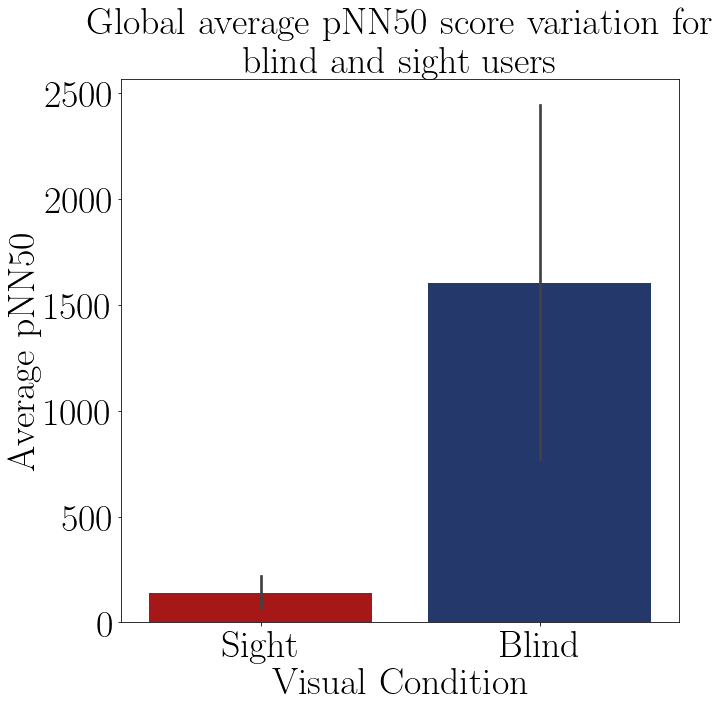 Global average pNN50 score variation for
blind and sight users
Average pNN50
2500
2000
1500
1000
500
0
Sight
Blind
Visual Condition